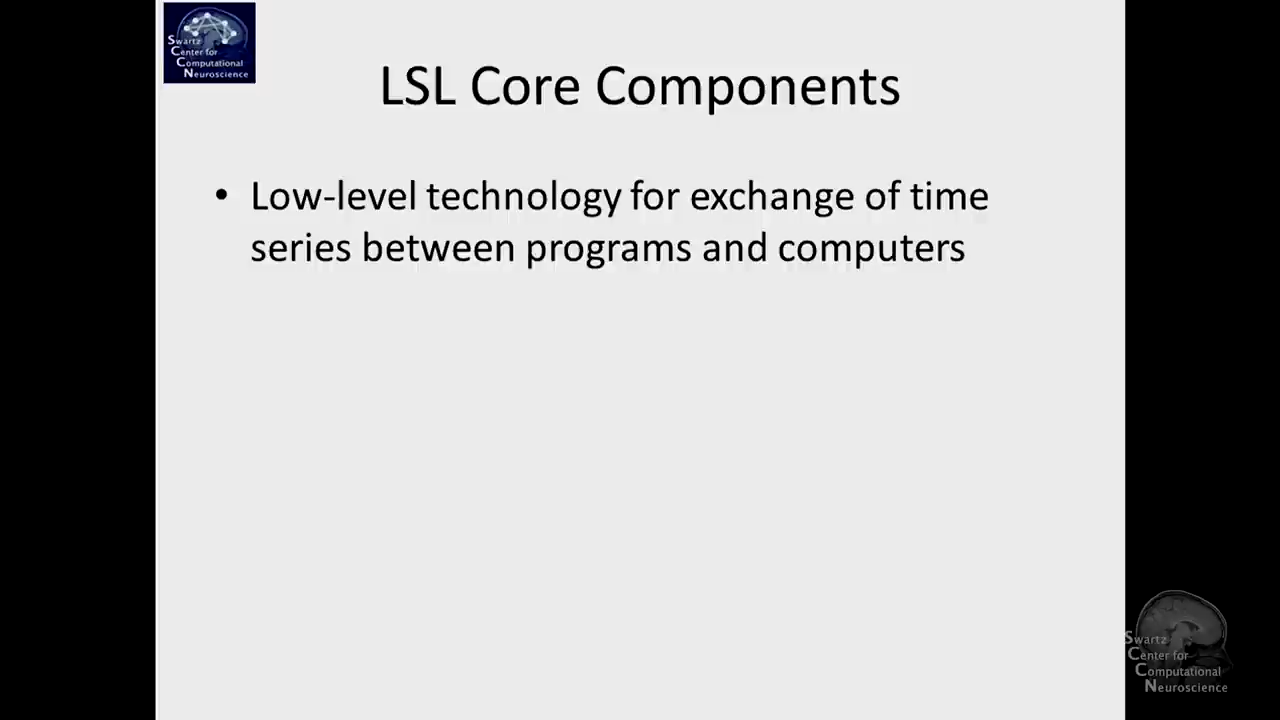 Swartz
Center for
Computational
Neuroscience
LSL Core Components
• Low-level technology for exchange of time
series between programs and computers
Swartz
Center for
Computational
Neuroscience